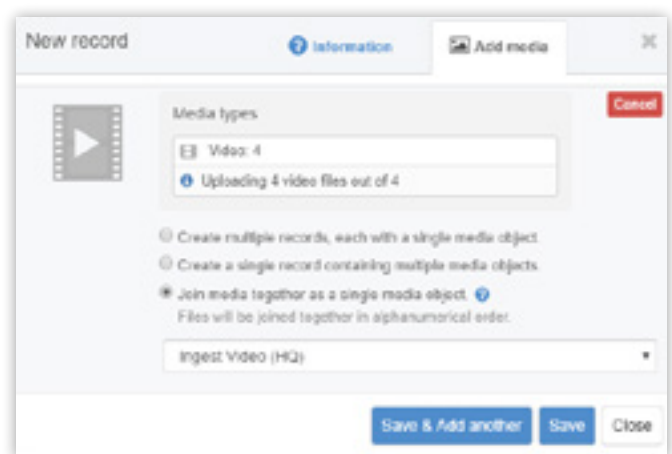 New record
Information
Add media
×
Cancel
Media types
Video: 4
Uploading 4 video files out of 4
Create multiple records, each with a single media object.
Create a single record containing multiple media objects.
Join media together as a single media object.
Files will be joined together in alphanumerical order.
Ingest Video (HQ)
Save & Add another
Save
Close